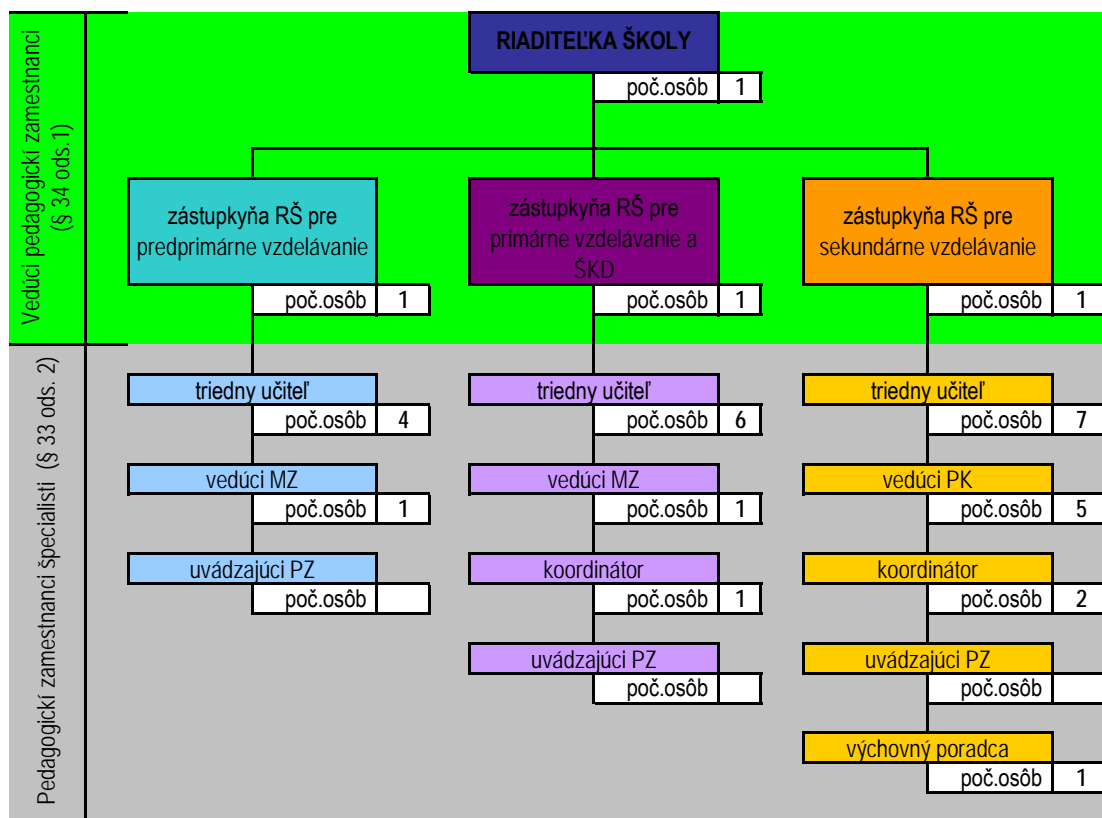 Vedúci pedagogickí zamestnanci
(§ 34 ods.1)
RIADITEĽKA ŠKOLY
poč.osôb 1
zástupkyňa RŠ pre
predprimárne vzdelávanie
poč.osôb 1
zástupkyňa RŠ pre
primárne vzdelávanie a
ŠKD
poč.osôb 1
zástupkyňa RŠ pre
sekundárne vzdelávanie
poč.osôb 1
Pedagogickí zamestnanci špecialisti (§ 33 ods. 2)
triedny učiteľ
poč.osôb 4
vedúci MZ
poč.osôb 1
uvádzajúci PZ
poč.osôb
triedny učiteľ
poč.osôb 6
vedúci MZ
poč.osôb 1
koordinátor
poč.osôb 1
uvádzajúci PZ
poč.osôb
triedny učiteľ
poč.osôb 7
vedúci PK
poč.osôb 5
koordinátor
poč.osôb 2
uvádzajúci PZ
poč.osôb
výchovný poradca
poč.osôb 1